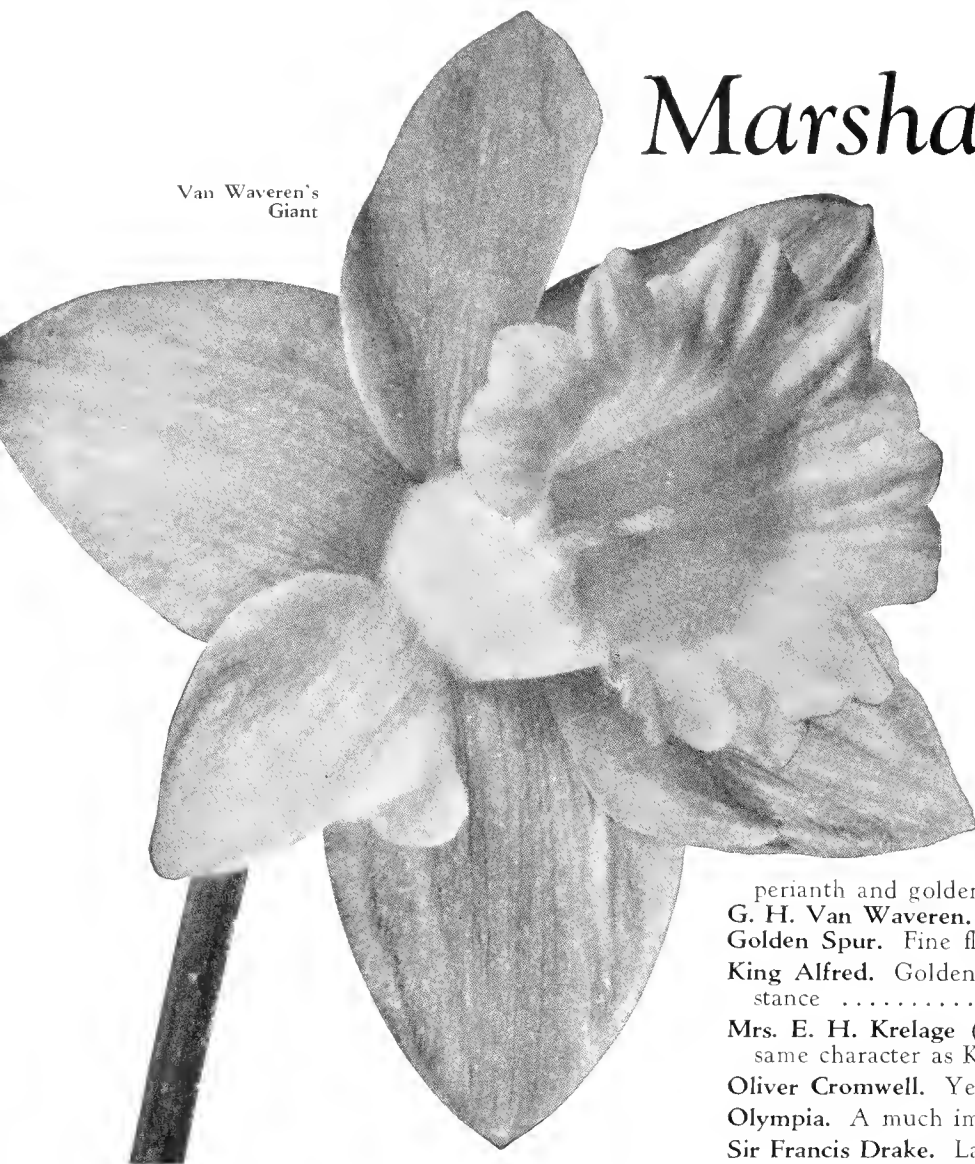 Marsha
Van Waveren's
Giant
perianth and golden
G. H. Van Waveren.
Golden Spur. Fine fl
King Alfred. Golden
stance ..........
Mrs. E. H. Krelage (
same character as K
Oliver Cromwell. Ye
Olympia. A much im
Sir Francis Drake. La